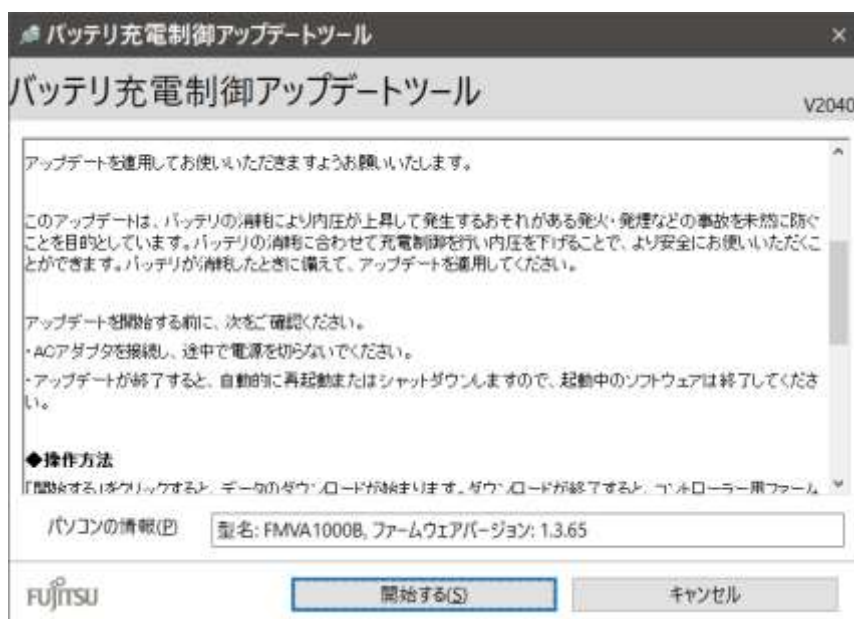 バッテリ充電制御アップデートツール
バッテリ充電制御アップデートツール
V2040
アップデートを適用してお使いいただきますようお願いいたします。
このアップデートは、バッテリの消耗により内圧が上昇して発生するおそれがある発火・発煙などの事故を未然に防ぐ
ことを目的としています。バッテリの消耗に合わせて充電制御を行い内圧を下げることで、より安全にお使いいただくこ
とができます。バッテリが消耗したときに備えて、アップデートを適用してください。
アップデートを開始する前に、次をご確認ください。
・ACアダプタを接続し、途中で電源を切らないでください。
・アップデートが終了すると、自動的に再起動またはシャットダウンしますので、起動中のソフトウェアは終了してくださ
い。
◆操作方法
「開始する」をクリックすると、データのダウンロードが始まります。ダウンロードが終了すると、コントローラー用ファーム
パソコンの情報(P)
型名: FMVA1000B, ファームウェアバージョン: 1.3.65
FUJITSU
開始する(S)
キャンセル